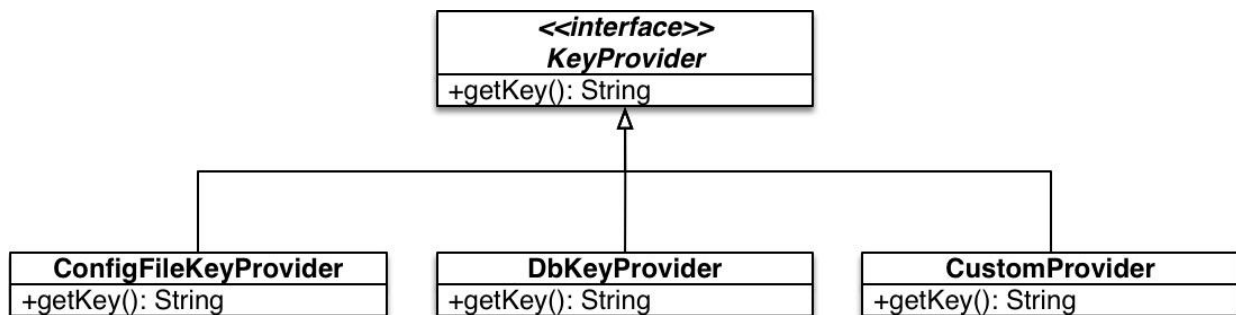 <<interface>>
KeyProvider
+getKey(): String
ConfigFileKeyProvider
+getKey(): String
DbKeyProvider
+getKey(): String
CustomProvider
+getKey(): String